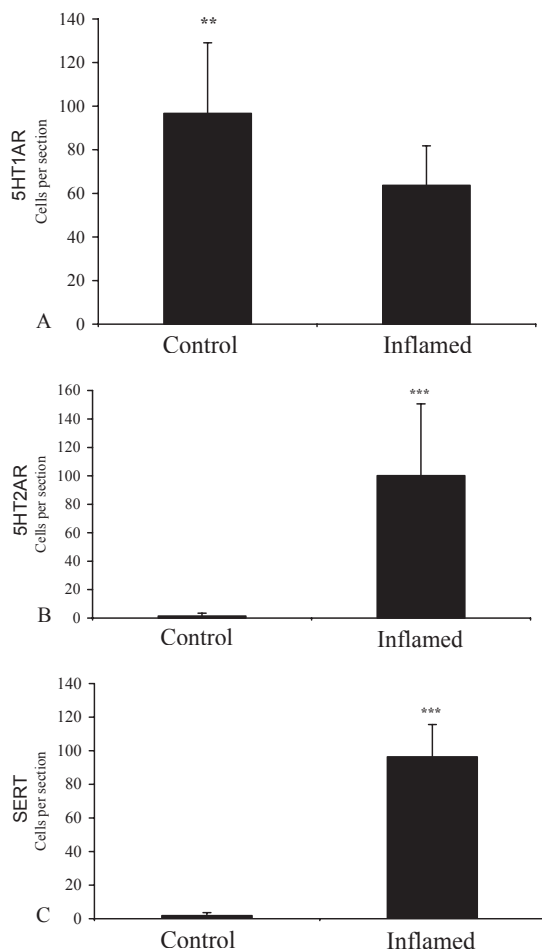 140
**
120
100
80
60
40
20
0
5HT1AR
Cells per section
A
Control
Inflamed
160
***
140
120
100
80
60
40
20
0
5HT2AR
Cells per section
B
Control
Inflamed
140
***
120
100
80
60
40
20
0
SERT
Cells per section
C
Control
Inflamed